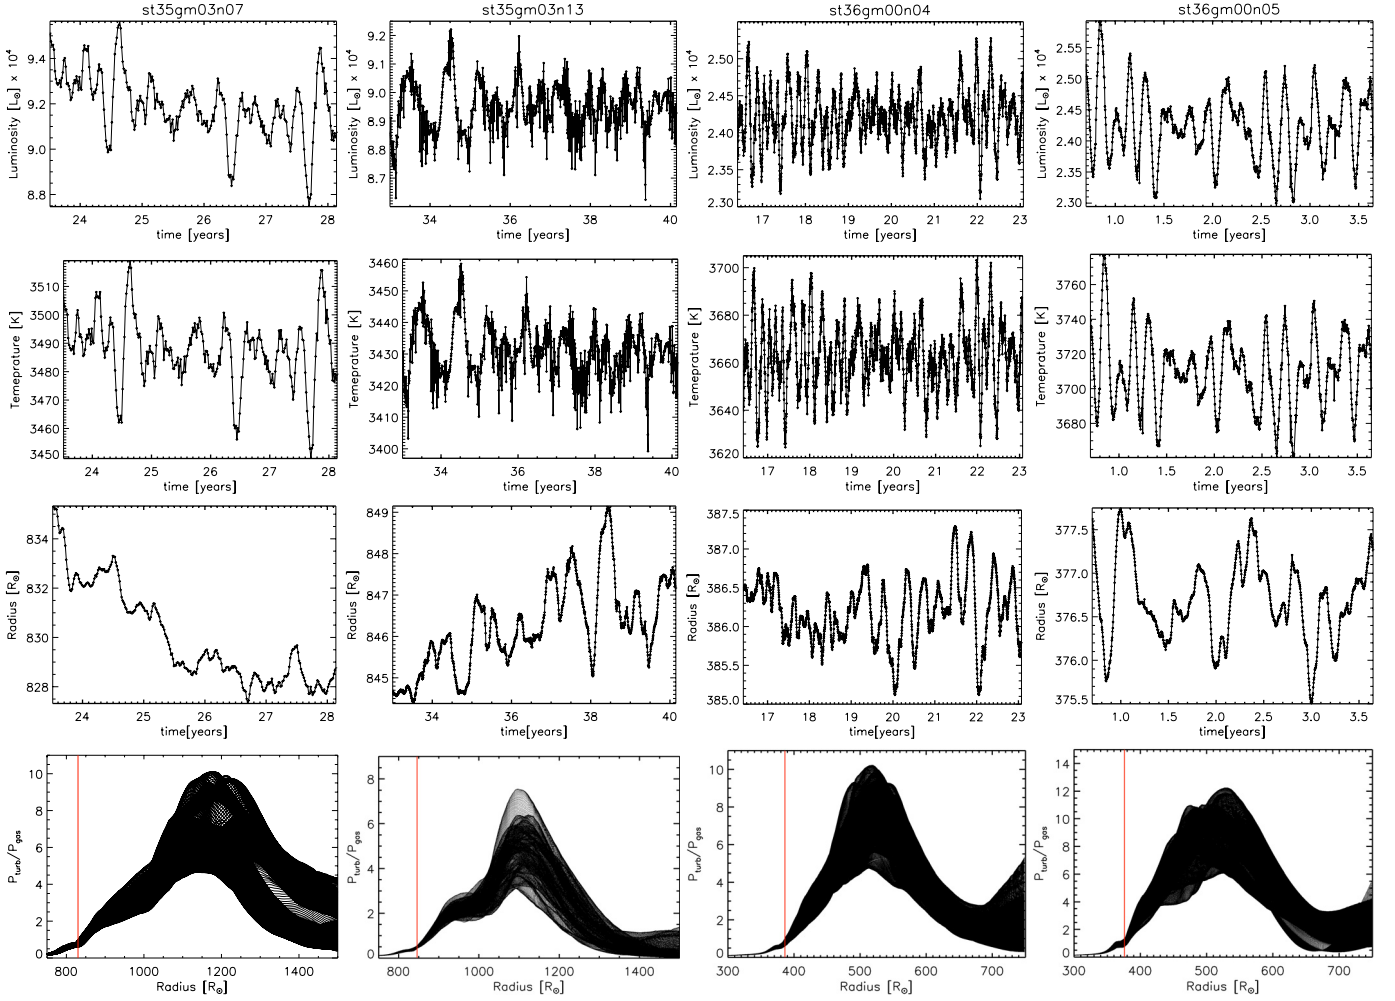 st35gm03n07 st35gm03n13 st36gm00n04 st36gm00n05
Luminosity [L⊙] × 10⁴
9.4
9.2
9.0
8.8
24 25 26 27 28
time [years]
Luminosity [L⊙] × 10⁴
9.2
9.1
9.0
8.9
8.8
8.7
34 36 38 40
time [years]
Luminosity [L⊙] × 10⁴
2.50
2.45
2.40
2.35
2.30
17 18 19 20 21 22 23
time [years]
Luminosity [L⊙] × 10⁴
2.55
2.50
2.45
2.40
2.35
2.30
1.0 1.5 2.0 2.5 3.0 3.5
time [years]
Temeprature [K]
3510
3500
3490
3480
3470
3460
3450
24 25 26 27 28
time [years]
Temeprature [K]
3460
3450
3440
3430
3420
3410
3400
34 36 38 40
time [years]
Temeprature [K]
3700
3680
3660
3640
3620
17 18 19 20 21 22 23
time [years]
Temeprature [K]
3760
3740
3720
3700
3680
1.0 1.5 2.0 2.5 3.0 3.5
time [years]
Radius [R⊙]
834
832
830
828
24 25 26 27 28
time[years]
Radius [R⊙]
849
848
847
846
845
34 36 38 40
time[years]
Radius [R⊙]
387.5
387.0
386.5
386.0
385.5
385.0
17 18 19 20 21 22 23
time[years]
Radius [R⊙]
377.5
377.0
376.5
376.0
375.5
1.0 1.5 2.0 2.5 3.0 3.5
time[years]
P_turb/P_gas
10
8
6
4
2
0
800 1000 1200 1400
Radius [R⊙]
P_turb/P_gas
8
6
4
2
0
800 1000 1200 1400
Radius [R⊙]
P_turb/P_gas
10
8
6
4
2
0
300 400 500 600 700
Radius [R⊙]
P_turb/P_gas
14
12
10
8
6
4
2
0
300 400 500 600 700
Radius [R⊙]